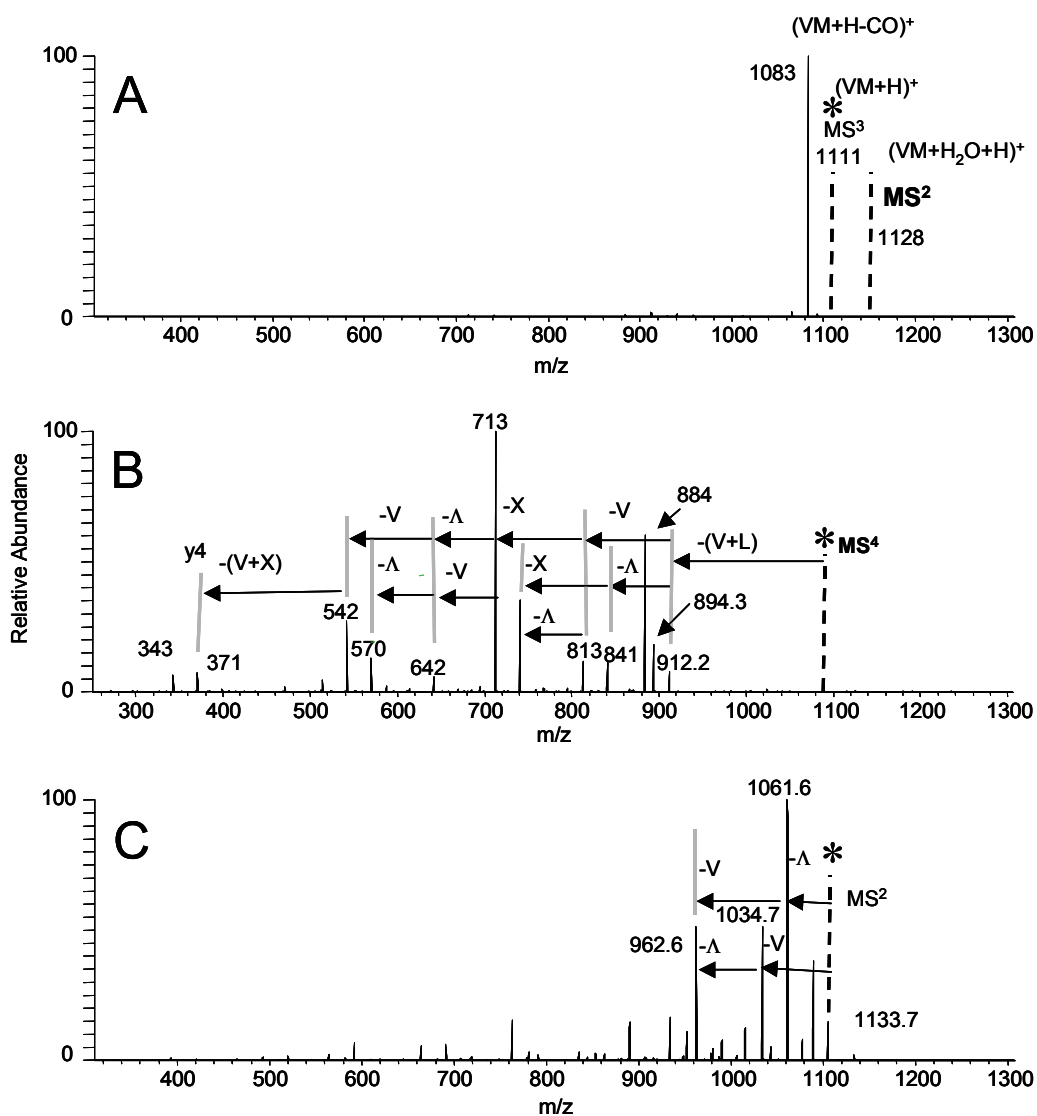 (VM+H-CO)⁺
100
A
1083
(VM+H)⁺
*
MS³
1111
(VM+H₂O+H)⁺
MS²
1128
0
400 500 600 700 800 900 1000 1100 1200 1300
m/z
Relative Abundance
100
B
713
884
-V
-Λ
-X
-V
-(V+L)
*
MS⁴
y4
-(V+X)
-Λ
-V
-X
-Λ
-Λ
894.3
343
371
542
570
642
813
841
912.2
0
300 400 500 600 700 800 900 1000 1100 1200 1300
m/z
100
C
1061.6
*
-V
-Λ
MS²
1034.7
962.6
-Λ
-V
1133.7
0
400 500 600 700 800 900 1000 1100 1200 1300
m/z